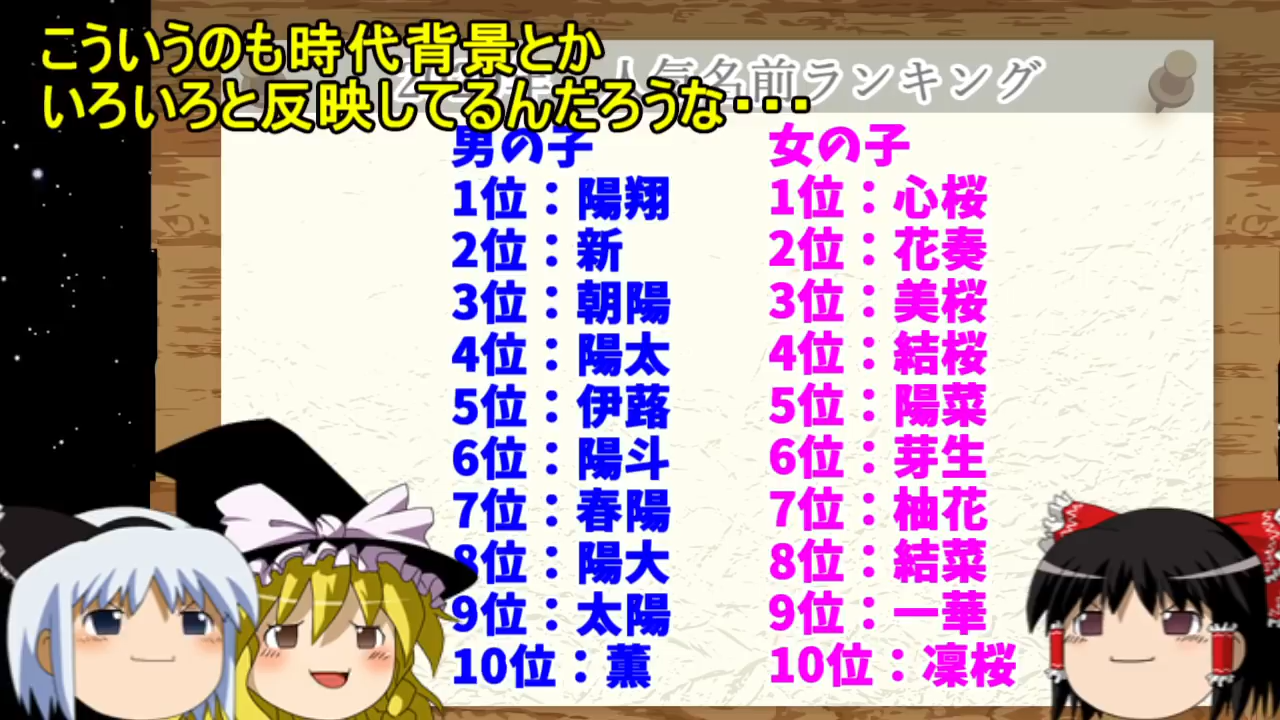 こういうのも時代背景とか
いろいろと反映してるんだろうな・・・
人気名前ランキング
男の子
1位：陽翔
2位：新
3位：朝陽
4位：陽太
5位：伊蕗
6位：陽斗
7位：春陽
8位：陽大
9位：太陽
10位：薫
女の子
1位：心桜
2位：花奏
3位：美桜
4位：結桜
5位：陽菜
6位：芽生
7位：柚花
8位：結菜
9位：一華
10位：凜桜